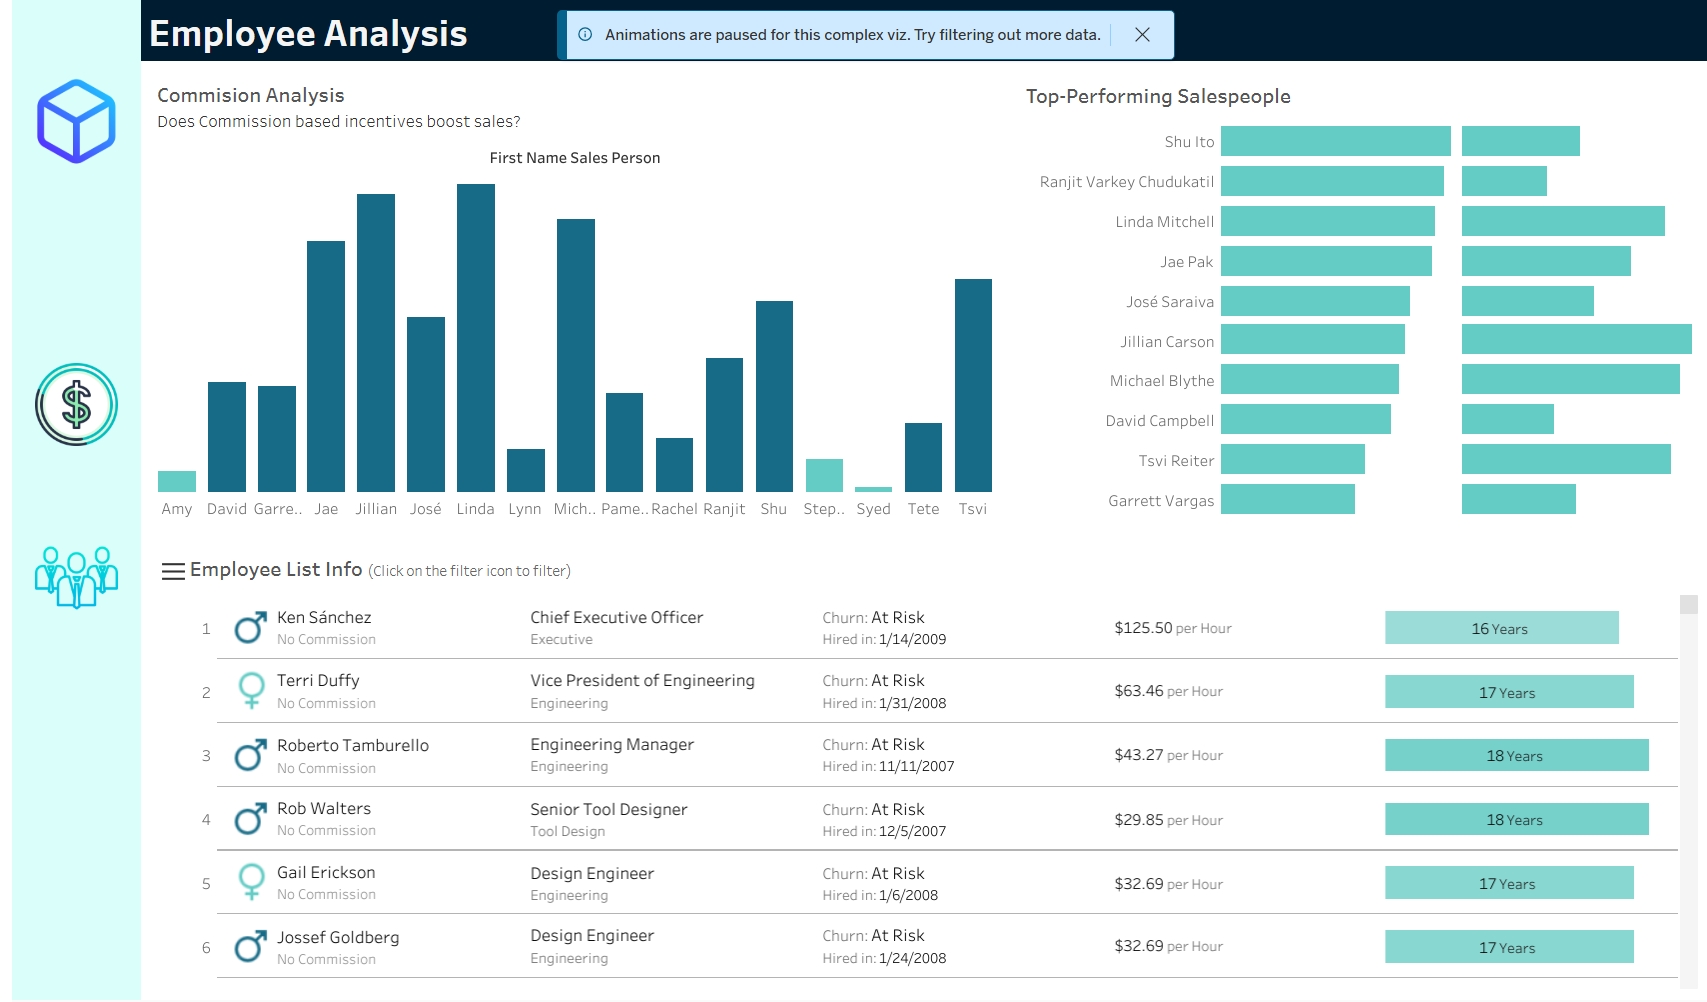 Employee Analysis
Animations are paused for this complex viz. Try filtering out more data.
Commision Analysis
Does Commission based incentives boost sales?
First Name Sales Person
Amy David Garre.. Jae Jillian José Linda Lynn Mich.. Pame.. Rachel Ranjit Shu Step.. Syed Tete Tsvi
Top-Performing Salespeople
Shu Ito
Ranjit Varkey Chudukatil
Linda Mitchell
Jae Pak
José Saraiva
Jillian Carson
Michael Blythe
David Campbell
Tsvi Reiter
Garrett Vargas
Employee List Info (Click on the filter icon to filter)
1 Ken Sánchez Chief Executive Officer Churn: At Risk $125.50 per Hour 16 Years
No Commission Executive Hired in: 1/14/2009
2 Terri Duffy Vice President of Engineering Churn: At Risk $63.46 per Hour 17 Years
No Commission Engineering Hired in: 1/31/2008
3 Roberto Tamburello Engineering Manager Churn: At Risk $43.27 per Hour 18 Years
No Commission Engineering Hired in: 11/11/2007
4 Rob Walters Senior Tool Designer Churn: At Risk $29.85 per Hour 18 Years
No Commission Tool Design Hired in: 12/5/2007
5 Gail Erickson Design Engineer Churn: At Risk $32.69 per Hour 17 Years
No Commission Engineering Hired in: 1/6/2008
6 Jossef Goldberg Design Engineer Churn: At Risk $32.69 per Hour 17 Years
No Commission Engineering Hired in: 1/24/2008